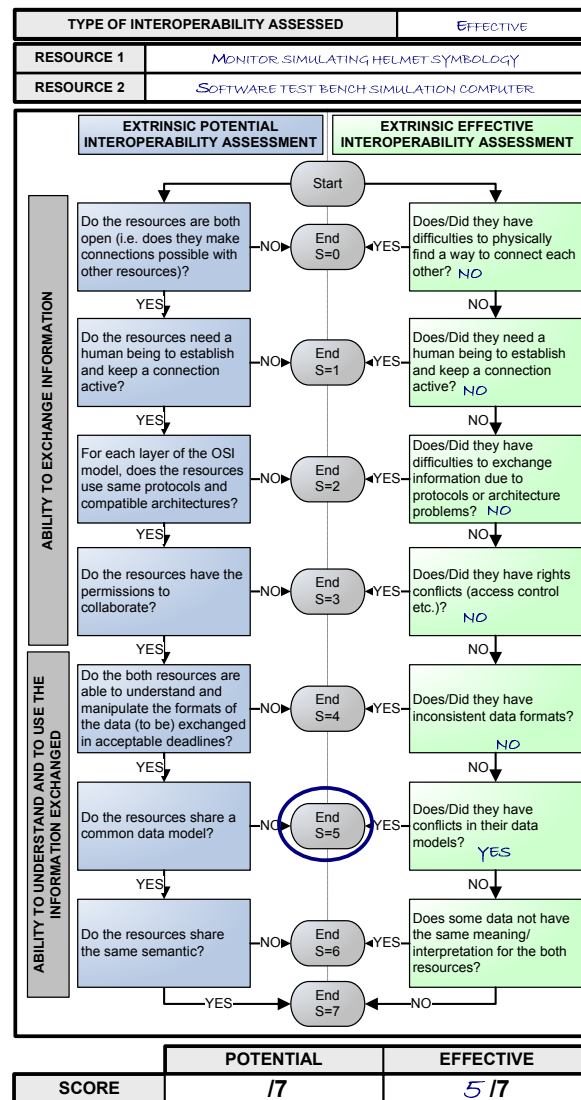 TYPE OF INTEROPERABILITY ASSESSED
EFFECTIVE
RESOURCE 1
MONITOR SIMULATING HELMET SYMBOLOGY
RESOURCE 2
SOFTWARE TEST BENCH SIMULATION COMPUTER
EXTRINSIC POTENTIAL
INTEROPERABILITY ASSESSMENT
EXTRINSIC EFFECTIVE
INTEROPERABILITY ASSESSMENT
Start
ABILITY TO EXCHANGE INFORMATION
Do the resources are both
open (i.e. does they make
connections possible with
other resources)?
NO
End
S=0
YES
Does/Did they have
difficulties to physically
find a way to connect each
other? NO
YES
NO
Do the resources need a
human being to establish
and keep a connection
active?
NO
End
S=1
YES
Does/Did they need a
human being to establish
and keep a connection
active? NO
YES
NO
For each layer of the OSI
model, does the resources
use same protocols and
compatible architectures?
NO
End
S=2
YES
Does/Did they have
difficulties to exchange
information due to
protocols or architecture
problems? NO
YES
NO
Do the resources have the
permissions to
collaborate?
NO
End
S=3
YES
Does/Did they have rights
conflicts (access control
etc.)?
NO
YES
NO
ABILITY TO UNDERSTAND AND TO USE THE
INFORMATION EXCHANGED
Do the both resources are
able to understand and
manipulate the formats of
the data (to be) exchanged
in acceptable deadlines?
NO
End
S=4
YES
Does/Did they have
inconsistent data formats?
NO
YES
NO
Do the resources share a
common data model?
NO
End
S=5
YES
Does/Did they have
conflicts in their data
models?
YES
YES
NO
Do the resources share
the same semantic?
NO
End
S=6
YES
Does some data not have
the same meaning/
interpretation for the both
resources?
YES
End
S=7
NO
POTENTIAL
EFFECTIVE
SCORE
/7
5 /7